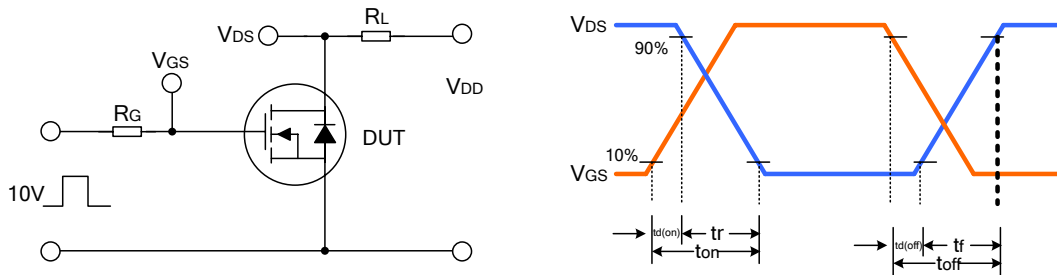 VDS
RL
VGS
VDD
RG
DUT
10V
VDS
90%
10%
VGS
td(on)
tr
ton
td(off)
tf
toff